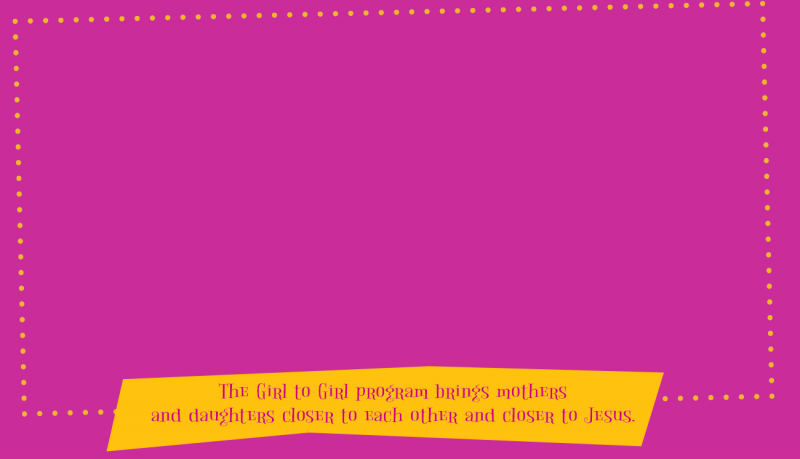 The Girl to Girl program brings mothers
and daughters closer to each other and closer to Jesus.